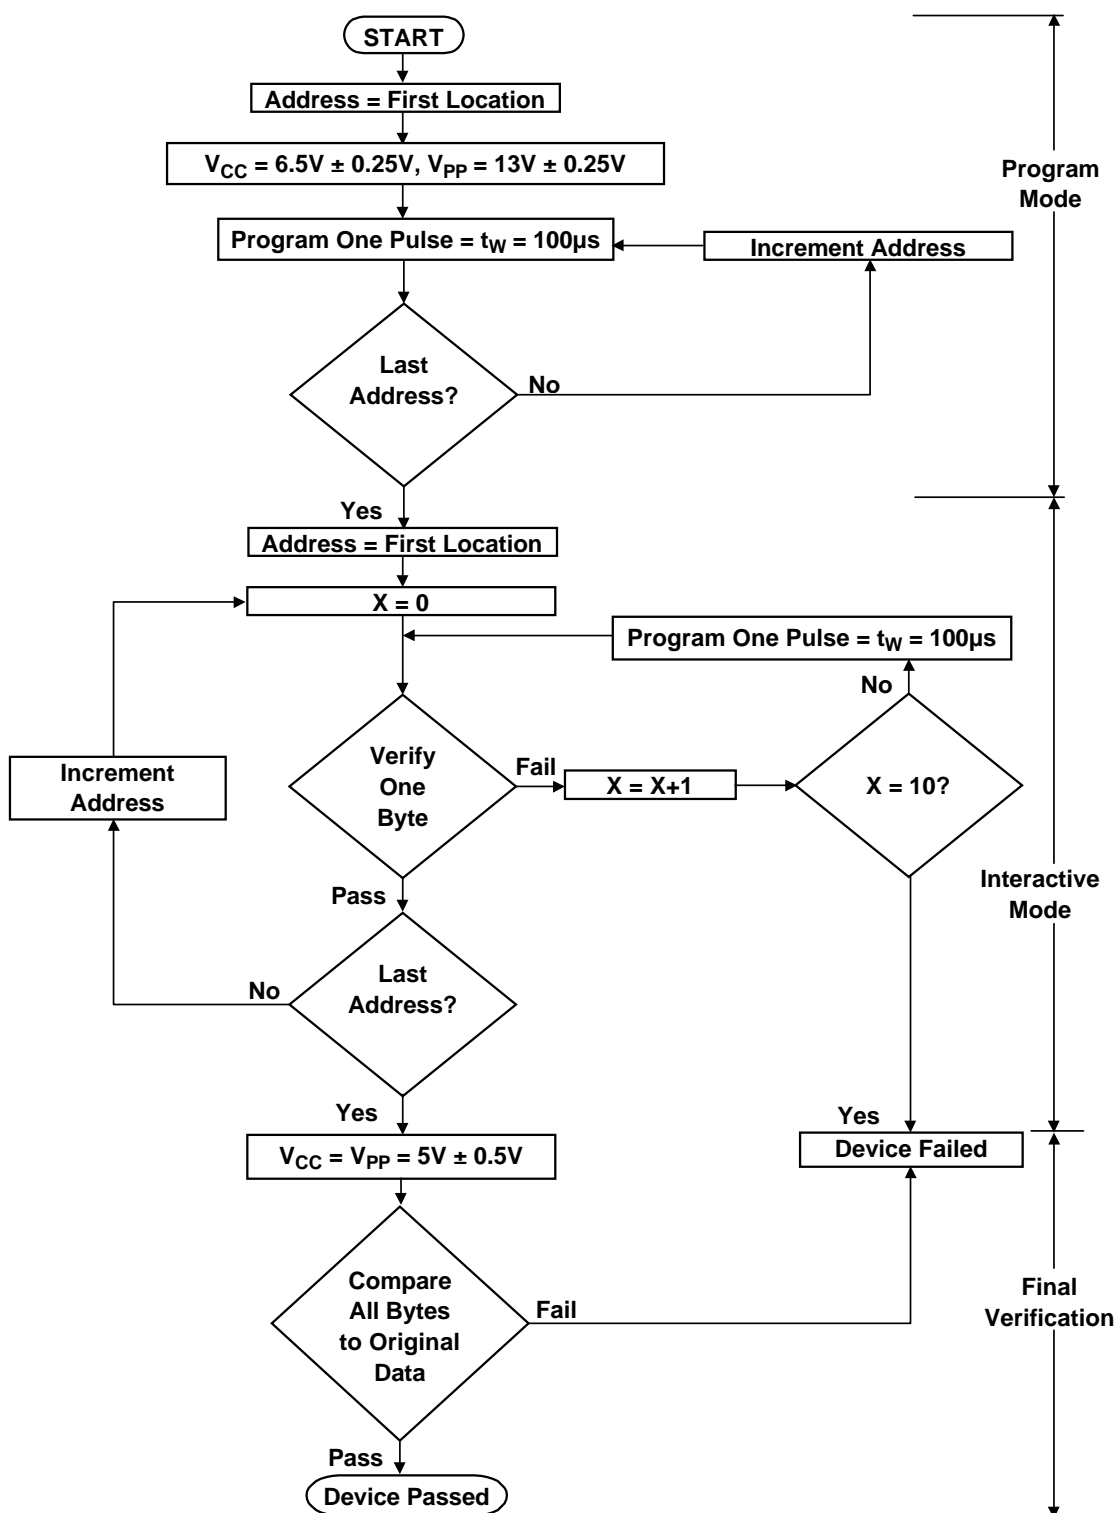 START
Address = First Location
VCC = 6.5V ± 0.25V, VPP = 13V ± 0.25V
Program
Mode
Program One Pulse = tW = 100µs
Increment Address
Last
Address?
No
Yes
Address = First Location
X = 0
Program One Pulse = tW = 100µs
No
Verify
One
Byte
Fail
X = X+1
X = 10?
Increment
Address
Pass
Interactive
Mode
Last
Address?
No
Yes
Yes
VCC = VPP = 5V ± 0.5V
Device Failed
Compare
All Bytes
to Original
Data
Fail
Final
Verification
Pass
Device Passed